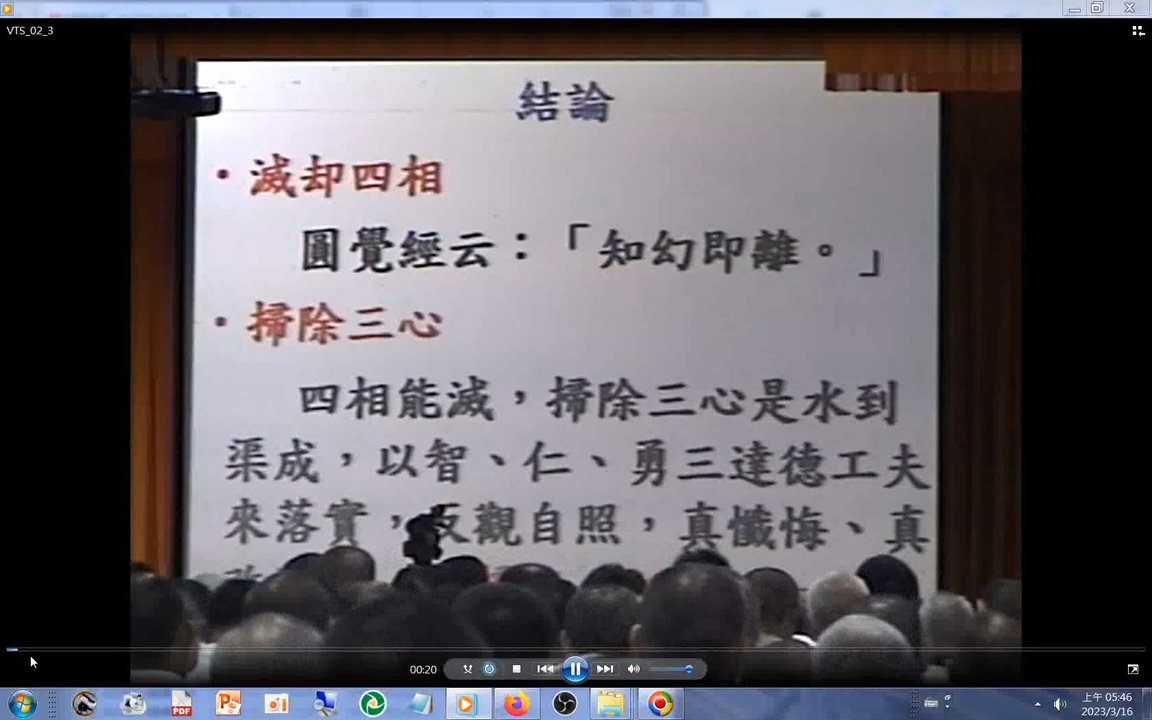 VTS_02_3
結論
・滅却四相
圓覺經云：「知幻即離。」
・掃除三心
四相能滅，掃除三心是水到
渠成，以智、仁、勇三達德工夫
來落實，反觀自照，真懺悔、真
00:20
PDF
上午 05:46
2023/3/16